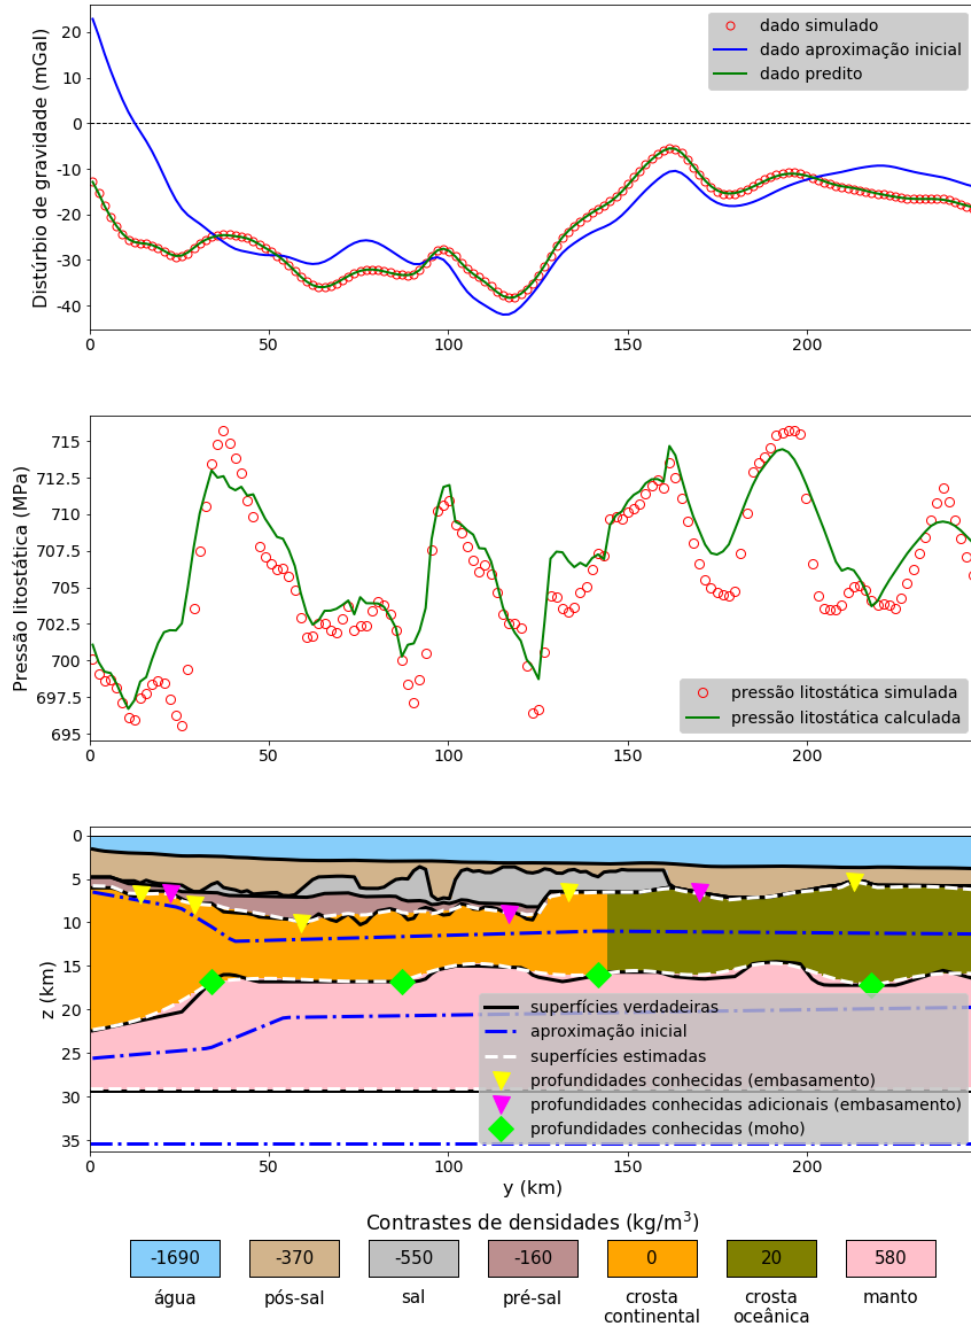 20
10
0
-10
-20
-30
-40
Distúrbio de gravidade (mGal)
dado simulado
dado aproximação inicial
dado predito
0 50 100 150 200
715
712.5
710
707.5
705
702.5
700
697.5
695
Pressão litostática (MPa)
pressão litostática simulada
pressão litostática calculada
0 50 100 150 200
0
5
10
15
20
25
30
35
z (km)
superfícies verdadeiras
aproximação inicial
superfícies estimadas
profundidades conhecidas (embasamento)
profundidades conhecidas adicionais (embasamento)
profundidades conhecidas (moho)
0 50 100 150 200
y (km)
Contrastes de densidades (kg/m³)
-1690 -370 -550 -160 0 20 580
água pós-sal sal pré-sal crosta continental crosta oceânica manto